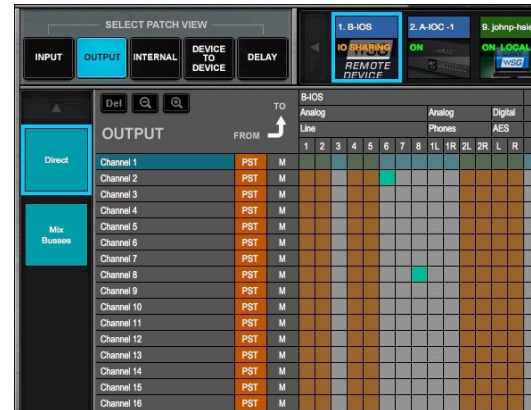 SELECT PATCH VIEW
INPUT
OUTPUT
INTERNAL
DEVICE
TO
DEVICE
DELAY
1. B-IOS
IO SHARING
REMOTE
DEVICE
2. A-IOC -1
ON
9. johnp-hsie
ON LOCAL
WSG
Del
TO
OUTPUT
FROM
B-IOS
Analog Analog Digital
Line Phones AES
1 2 3 4 5 6 7 8 1L 1R 2L 2R L R
Direct
Mix
Busses
Channel 1 PST M
Channel 2 PST M
Channel 3 PST M
Channel 4 PST M
Channel 5 PST M
Channel 6 PST M
Channel 7 PST M
Channel 8 PST M
Channel 9 PST M
Channel 10 PST M
Channel 11 PST M
Channel 12 PST M
Channel 13 PST M
Channel 14 PST M
Channel 15 PST M
Channel 16 PST M